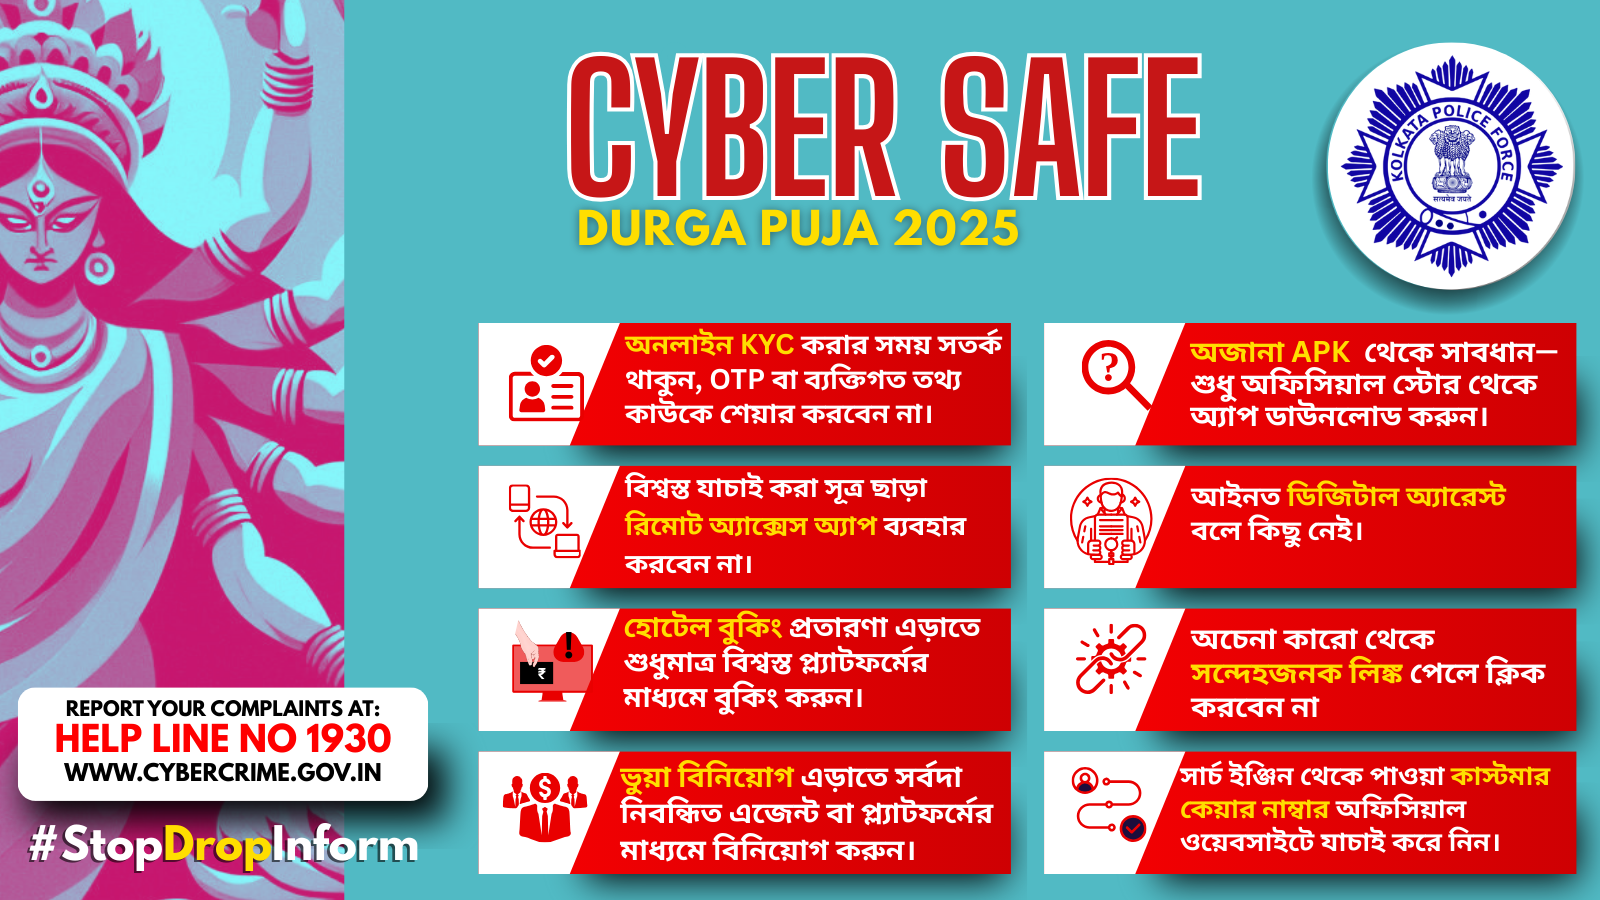 CYBER SAFE
DURGA PUJA 2025
KOLKATA POLICE FORCE
सत्यमेव जयते
অনলাইন KYC করার সময় সতর্ক
থাকুন, OTP বা ব্যক্তিগত তথ্য
কাউকে শেয়ার করবেন না।
অজানা APK থেকে সাবধান—
শুধু অফিসিয়াল স্টোর থেকে
অ্যাপ ডাউনলোড করুন।
বিশ্বস্ত যাচাই করা সূত্র ছাড়া
রিমোট অ্যাক্সেস অ্যাপ ব্যবহার
করবেন না।
আইনত ডিজিটাল অ্যারেস্ট
বলে কিছু নেই।
হোটেল বুকিং প্রতারণা এড়াতে
শুধুমাত্র বিশ্বস্ত প্ল্যাটফর্মের
মাধ্যমে বুকিং করুন।
অচেনা কারো থেকে
সন্দেহজনক লিঙ্ক পেলে ক্লিক
করবেন না
ভুয়া বিনিয়োগ এড়াতে সর্বদা
নিবন্ধিত এজেন্ট বা প্ল্যাটফর্মের
মাধ্যমে বিনিয়োগ করুন।
সার্চ ইঞ্জিন থেকে পাওয়া কাস্টমার
কেয়ার নাম্বার অফিসিয়াল
ওয়েবসাইটে যাচাই করে নিন।
REPORT YOUR COMPLAINTS AT:
HELP LINE NO 1930
WWW.CYBERCRIME.GOV.IN
#StopDropInform